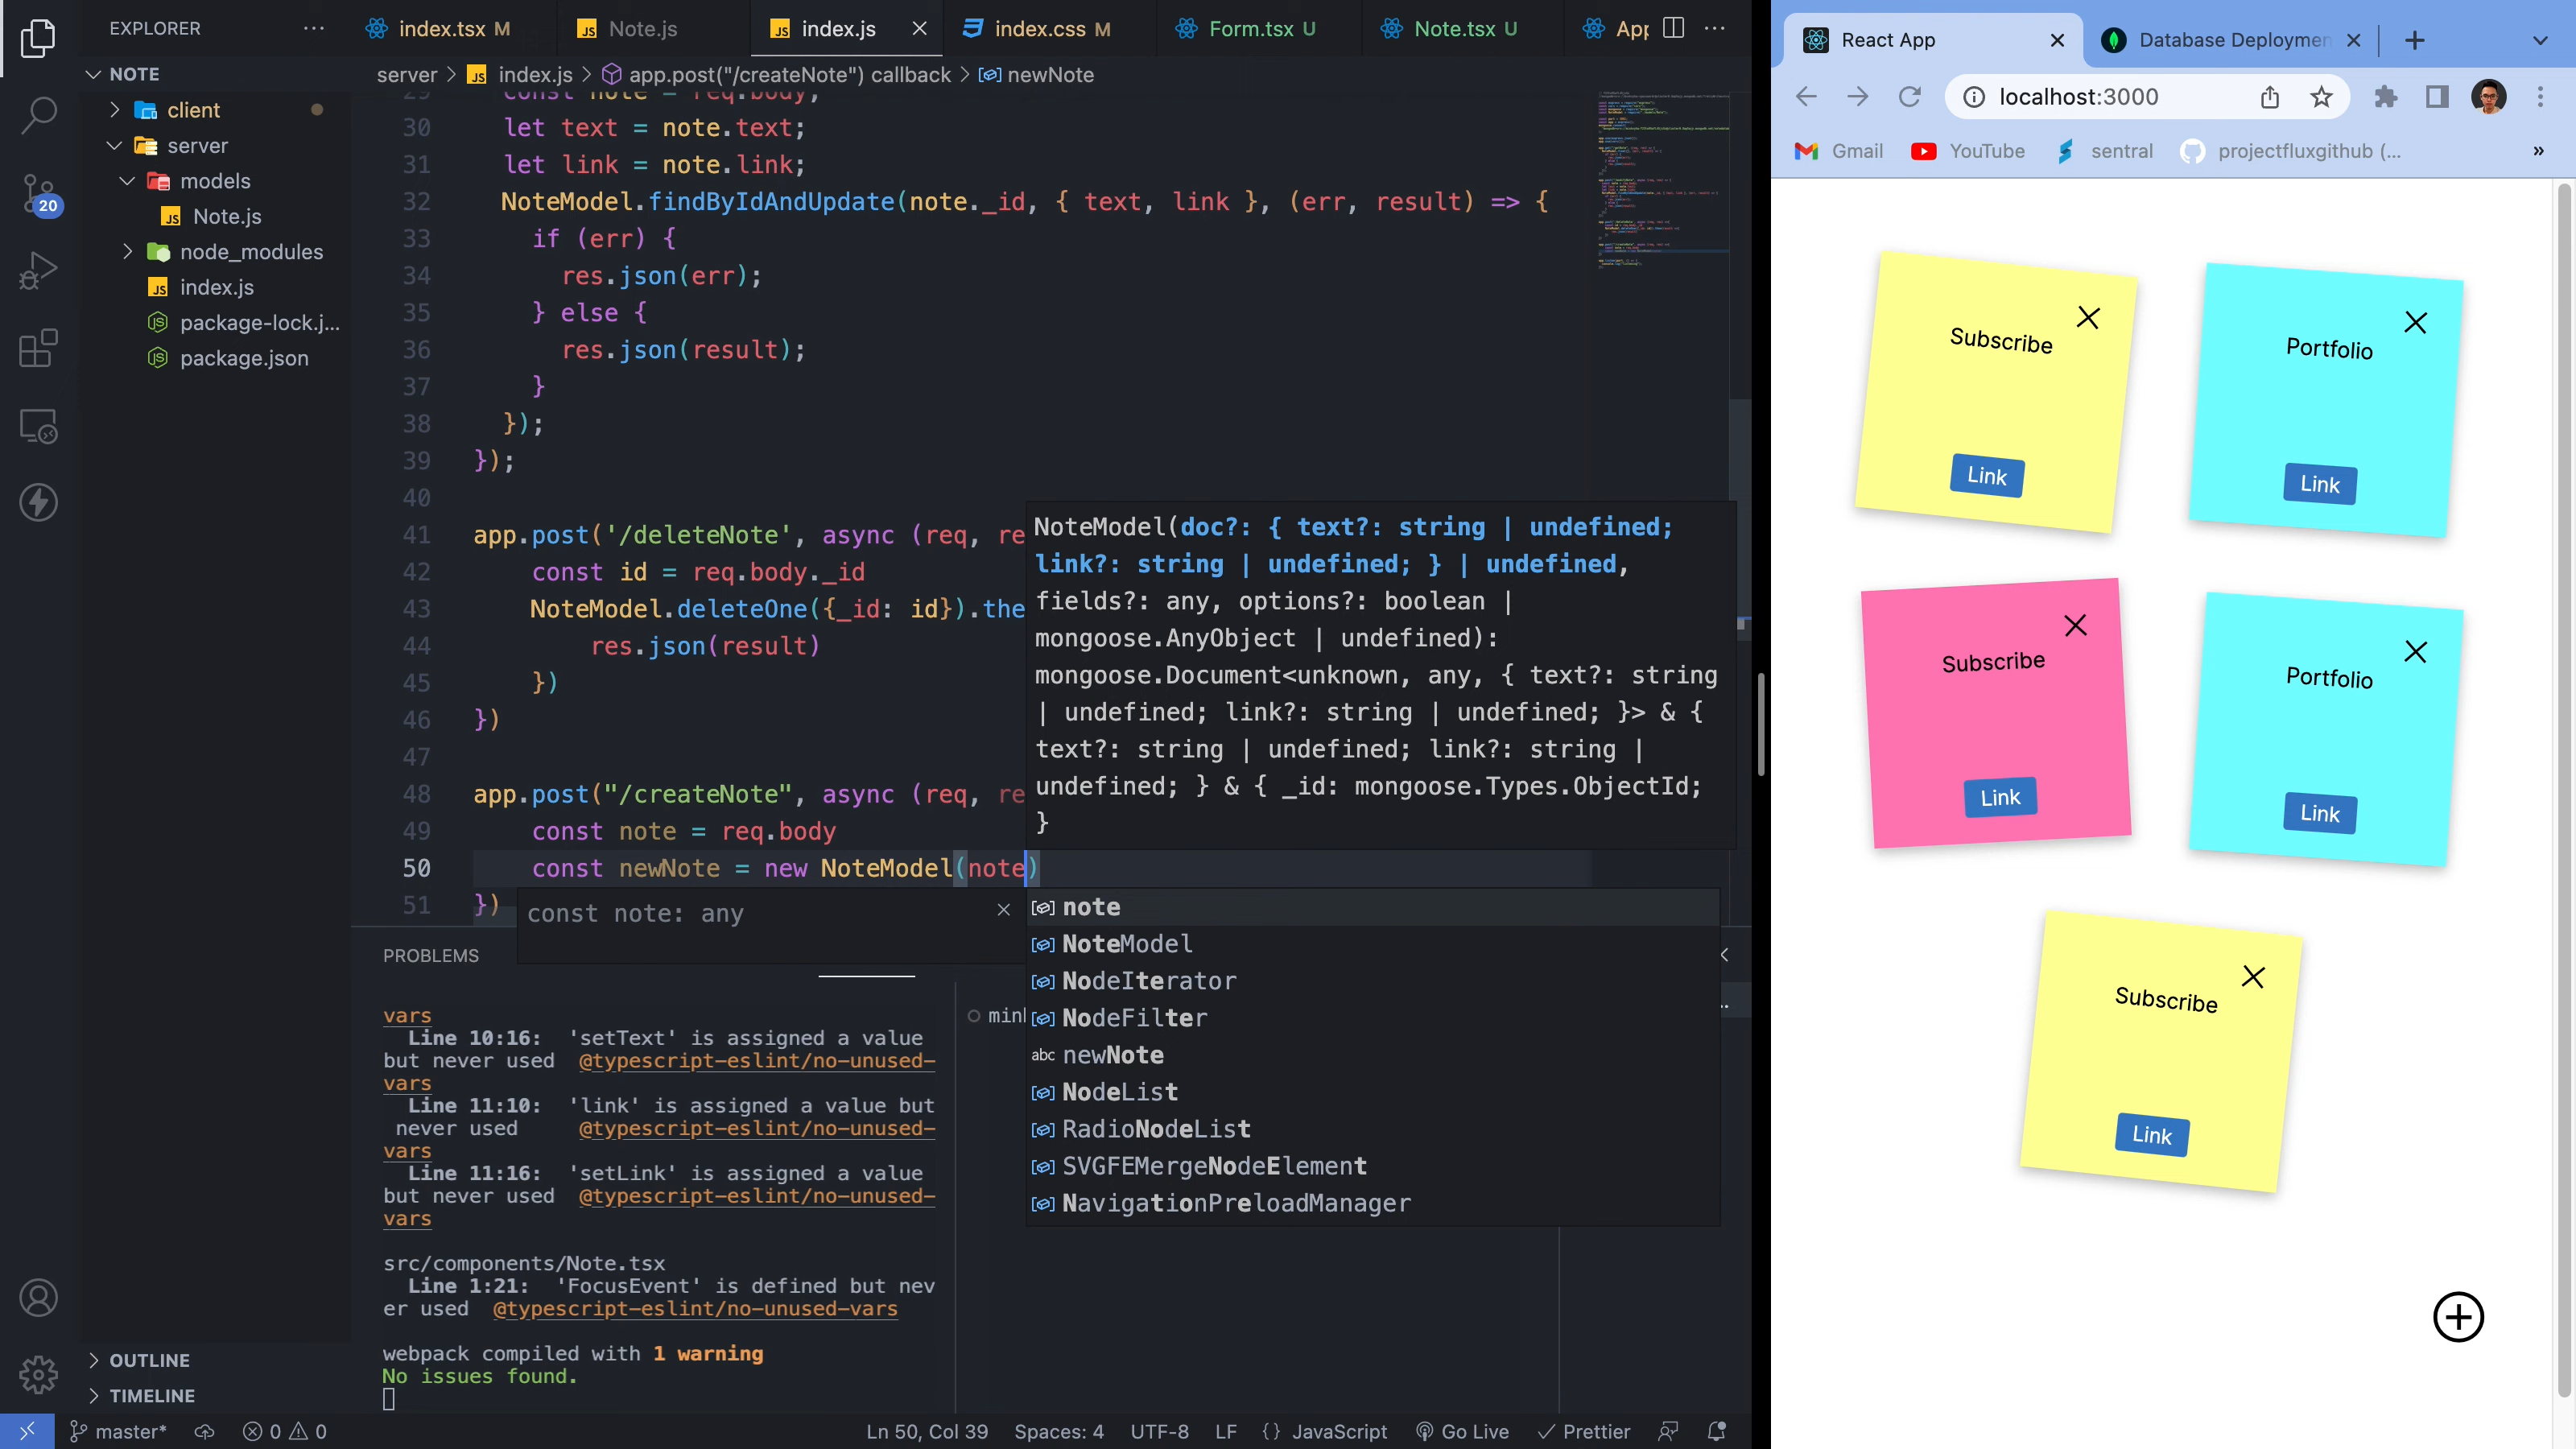 EXPLORER
NOTE
client
server
models
Note.js
node_modules
index.js
package-lock.j...
package.json
OUTLINE
TIMELINE
20
index.tsx M
Note.js
index.js
index.css M
Form.tsx U
Note.tsx U
App
server > index.js > app.post("/createNote") callback > newNote
29 const note = req.body;
30 let text = note.text;
31 let link = note.link;
32 NoteModel.findByIdAndUpdate(note._id, { text, link }, (err, result) => {
33 if (err) {
34 res.json(err);
35 } else {
36 res.json(result);
37 }
38 });
39 });
40
41 app.post('/deleteNote', async (req, re
42 const id = req.body._id
43 NoteModel.deleteOne({_id: id}).the
44 res.json(result)
45 })
46 })
47
48 app.post("/createNote", async (req, re
49 const note = req.body
50 const newNote = new NoteModel(note)
51 })
NoteModel(doc?: { text?: string | undefined;
link?: string | undefined; } | undefined,
fields?: any, options?: boolean |
mongoose.AnyObject | undefined):
mongoose.Document<unknown, any, { text?: string
| undefined; link?: string | undefined; }> & {
text?: string | undefined; link?: string |
undefined; } & { _id: mongoose.Types.ObjectId;
}
const note: any
note
NoteModel
NodeIterator
NodeFilter
abc newNote
NodeList
RadioNodeList
SVGFEMergeNodeElement
NavigationPreloadManager
PROBLEMS
vars
Line 10:16: 'setText' is assigned a value
but never used @typescript-eslint/no-unused-
vars
Line 11:10: 'link' is assigned a value but
never used @typescript-eslint/no-unused-
vars
Line 11:16: 'setLink' is assigned a value
but never used @typescript-eslint/no-unused-
vars
src/components/Note.tsx
Line 1:21: 'FocusEvent' is defined but nev
er used @typescript-eslint/no-unused-vars
webpack compiled with 1 warning
No issues found.
master*
0
0
Ln 50, Col 39
Spaces: 4
UTF-8
LF
{} JavaScript
Go Live
Prettier
React App
Database Deploymen
localhost:3000
Gmail
YouTube
sentral
projectfluxgithub (...
»
Subscribe
Link
Portfolio
Link
Subscribe
Link
Portfolio
Link
Subscribe
Link